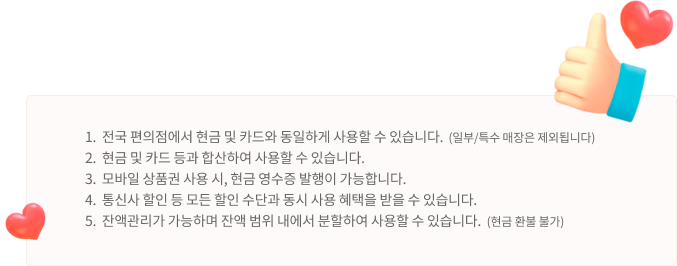 1. 전국 편의점에서 현금 및 카드와 동일하게 사용할 수 있습니다. (일부/특수 매장은 제외됩니다)
2. 현금 및 카드 등과 합산하여 사용할 수 있습니다.
3. 모바일 상품권 사용 시, 현금 영수증 발행이 가능합니다.
4. 통신사 할인 등 모든 할인 수단과 동시 사용 혜택을 받을 수 있습니다.
5. 잔액관리가 가능하며 잔액 범위 내에서 분할하여 사용할 수 있습니다. (현금 환불 불가)